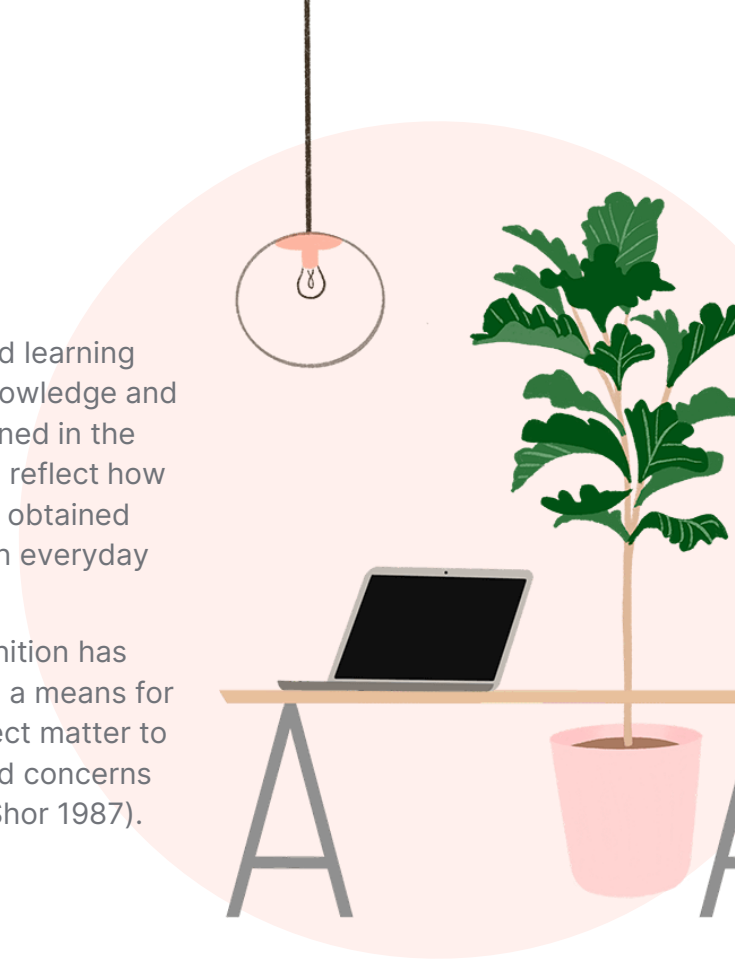 d learning
owledge and
ned in the
reflect how
obtained
n everyday
nition has
a means for
ect matter to
d concerns
Shor 1987).